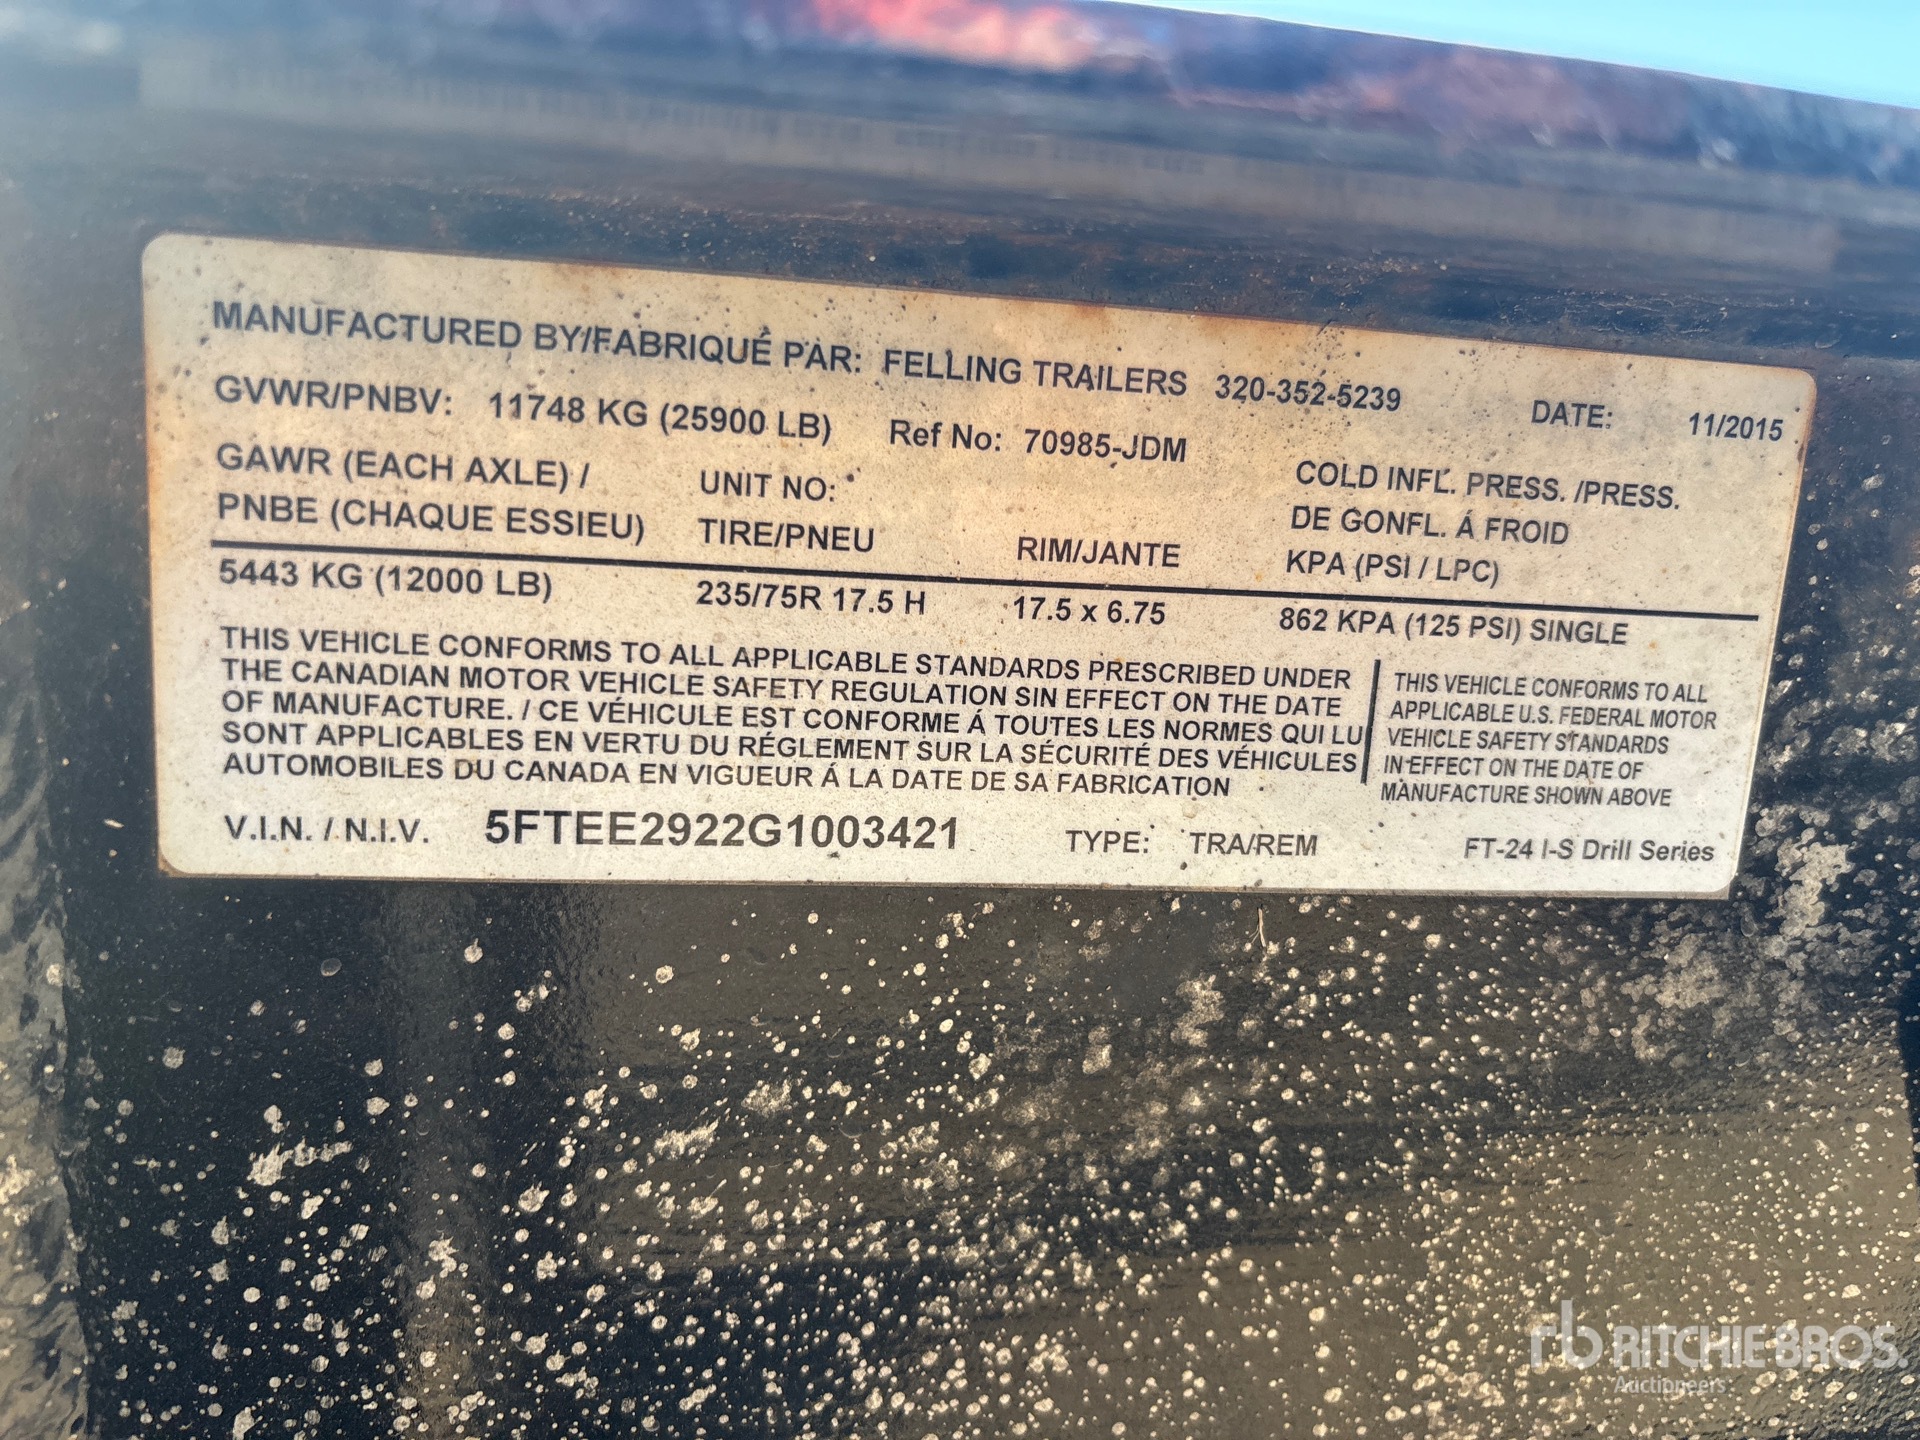 MANUFACTURED BY/FABRIQUÉ PAR: FELLING TRAILERS 320-352-5239 DATE: 11/2015
GVWR/PNBV: 11748 KG (25900 LB) Ref No: 70985-JDM
GAWR (EACH AXLE) / UNIT NO: COLD INFL. PRESS. /PRESS.
PNBE (CHAQUE ESSIEU) TIRE/PNEU RIM/JANTE DE GONFL. Á FROID
KPA (PSI / LPC)
5443 KG (12000 LB) 235/75R 17.5 H 17.5 x 6.75 862 KPA (125 PSI) SINGLE
THIS VEHICLE CONFORMS TO ALL APPLICABLE STANDARDS PRESCRIBED UNDER
THE CANADIAN MOTOR VEHICLE SAFETY REGULATION SIN EFFECT ON THE DATE
OF MANUFACTURE. / CE VÉHICULE EST CONFORME Á TOUTES LES NORMES QUI LU
SONT APPLICABLES EN VERTU DU RÉGLEMENT SUR LA SÉCURITÉ DES VÉHICULES
AUTOMOBILES DU CANADA EN VIGUEUR Á LA DATE DE SA FABRICATION
THIS VEHICLE CONFORMS TO ALL
APPLICABLE U.S. FEDERAL MOTOR
VEHICLE SAFETY STANDARDS
IN EFFECT ON THE DATE OF
MANUFACTURE SHOWN ABOVE
V.I.N. / N.I.V. 5FTEE2922G1003421 TYPE: TRA/REM FT-24 I-S Drill Series
rb RITCHIE BROS.
Auctioneers